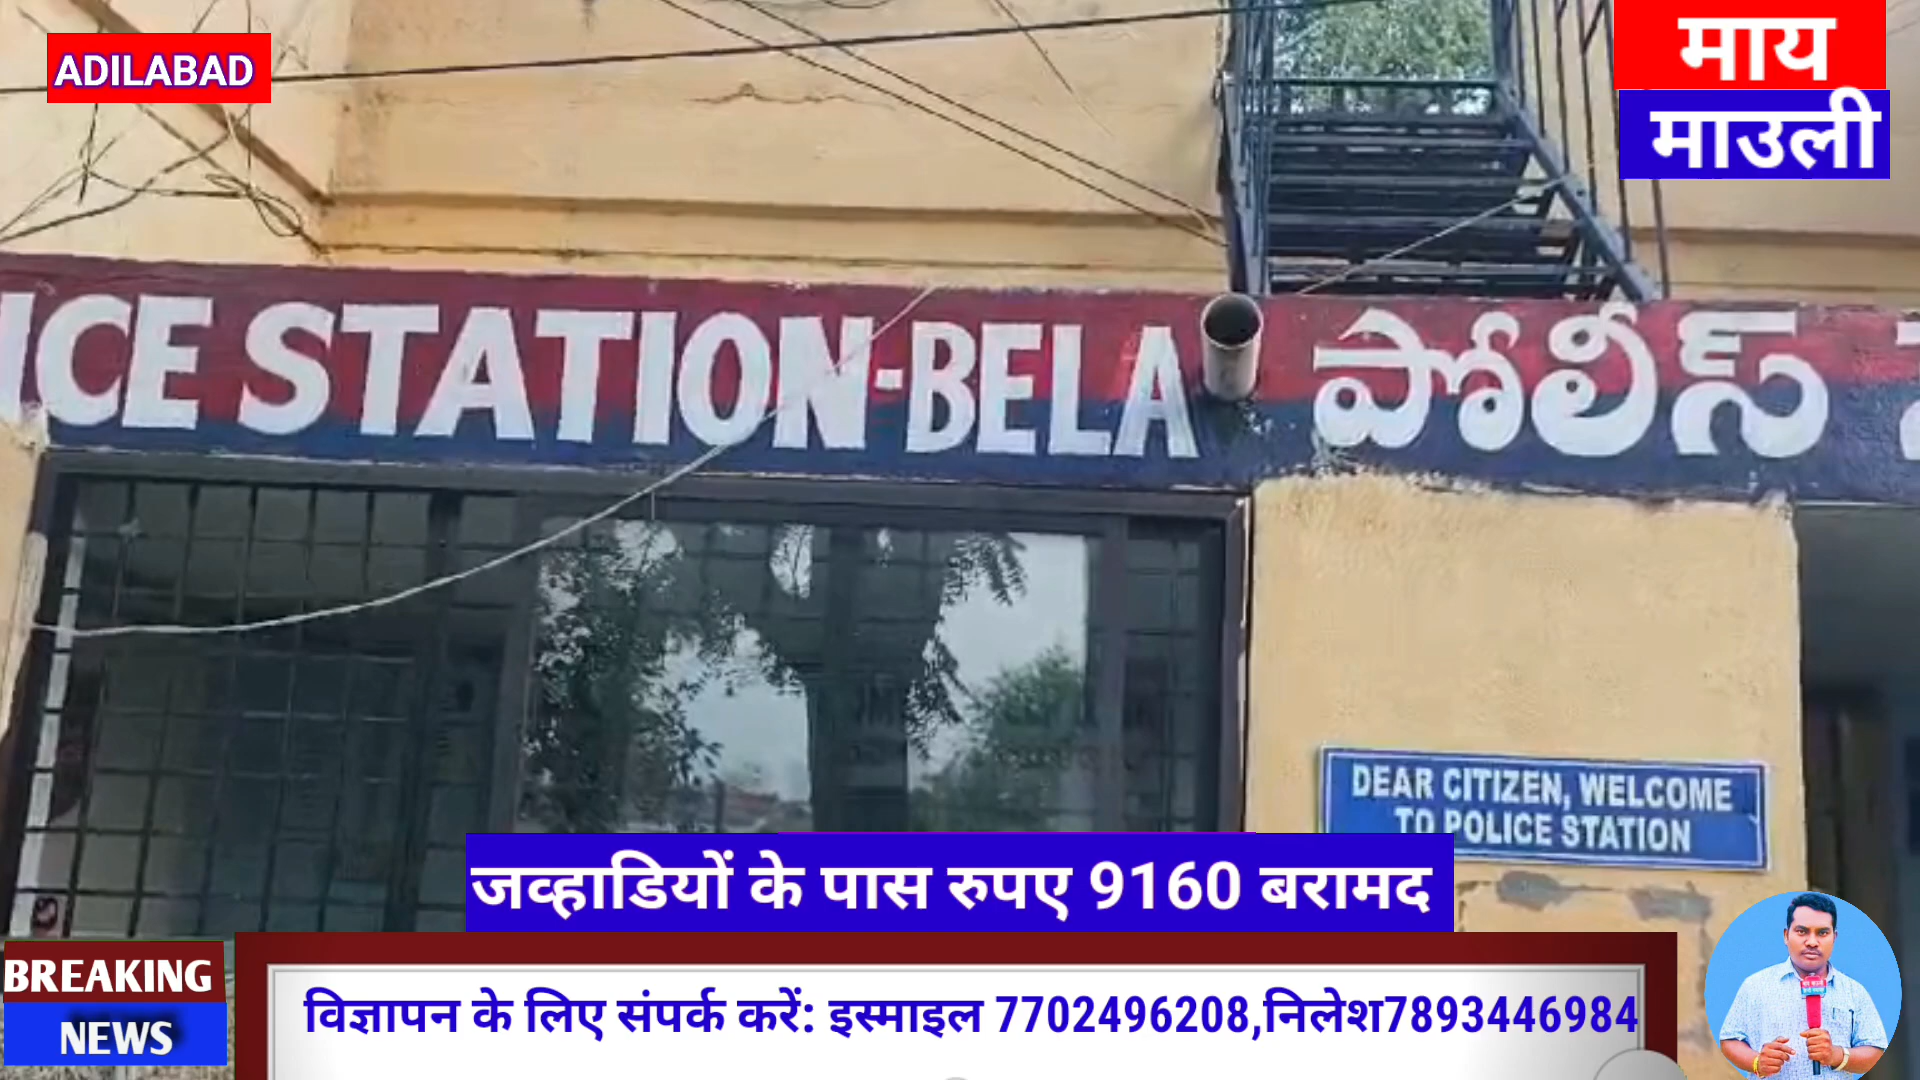 ADILABAD
माय
माउली
ICE STATION-BELA పోలీస్
DEAR CITIZEN, WELCOME
TO POLICE STATION
जव्हाडियों के पास रुपए 9160 बरामद
BREAKING
NEWS
विज्ञापन के लिए संपर्क करें: इस्माइल 7702496208,निलेश7893446984